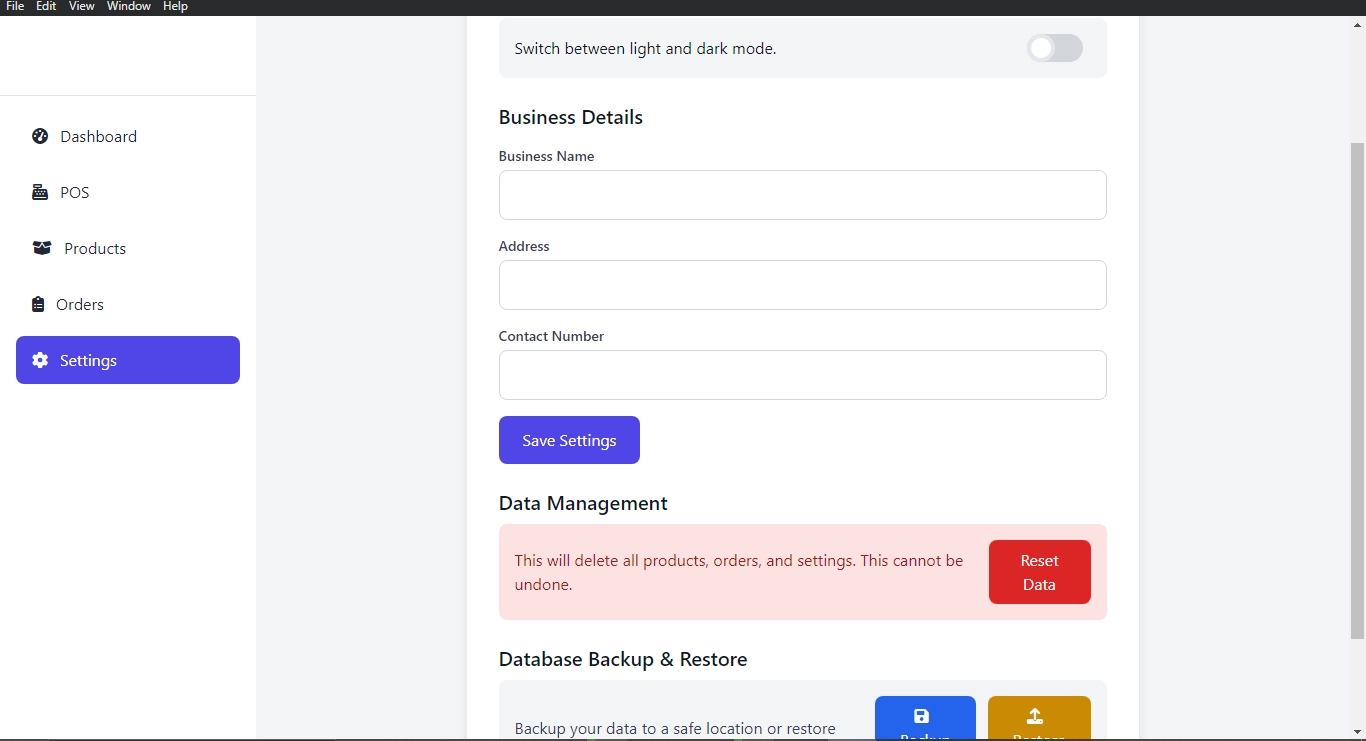 File Edit View Window Help
Dashboard
POS
Products
Orders
Settings
Switch between light and dark mode.
Business Details
Business Name
Address
Contact Number
Save Settings
Data Management
This will delete all products, orders, and settings. This cannot be
undone.
Reset
Data
Database Backup & Restore
Backup your data to a safe location or restore
Backup
Restore